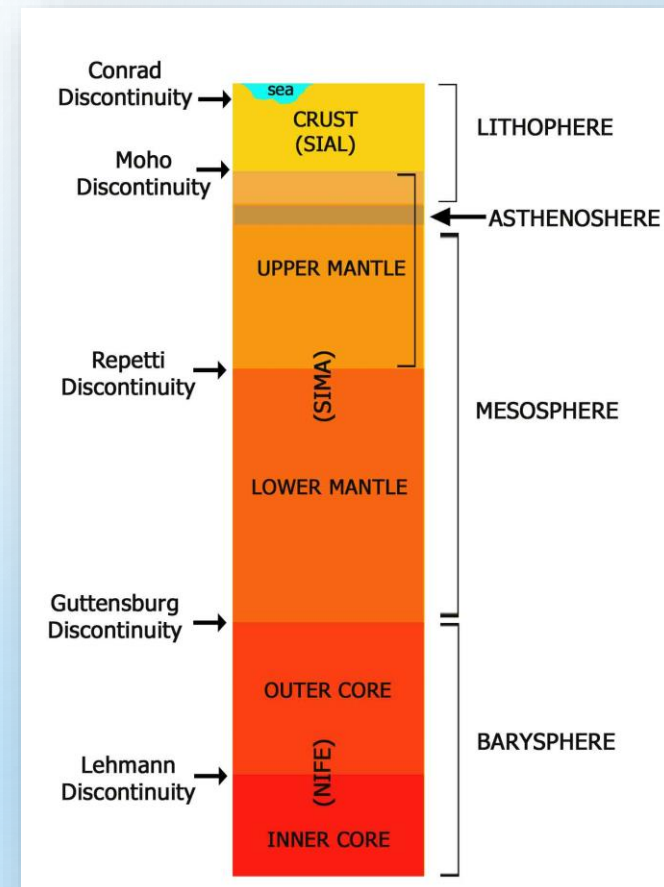 Conrad
Discontinuity
sea
CRUST
(SIAL)
LITHOPHERE
Moho
Discontinuity
ASTHENOSHERE
UPPER MANTLE
Repetti
Discontinuity
(SIMA)
MESOSPHERE
LOWER MANTLE
Guttensburg
Discontinuity
OUTER CORE
BARYSPHERE
Lehmann
Discontinuity
(NIFE)
INNER CORE